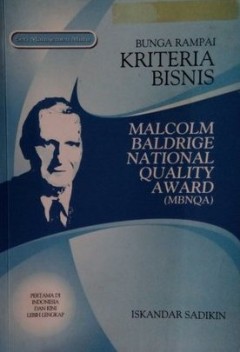 BUNGA RAMPAI
KRITERIA
BISNIS
MALCOLM
BALDRIGE
NATIONAL
QUALITY
AWARD
(MBNQA)
PERTAMA DI
INDONESIA
DAN KINI
LEBIH LENGKAP
ISKANDAR SADIKIN